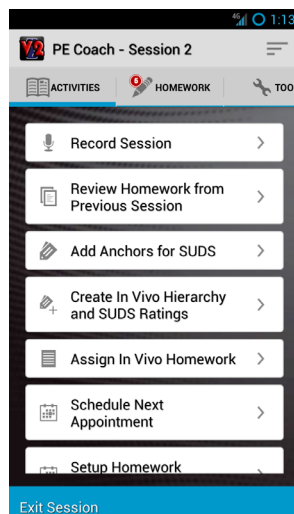 4G 1:13
PE Coach - Session 2
ACTIVITIES
6
HOMEWORK
TOO
Record Session
Review Homework from
Previous Session
Add Anchors for SUDS
Create In Vivo Hierarchy
and SUDS Ratings
Assign In Vivo Homework
Schedule Next
Appointment
Setup Homework
Exit Session